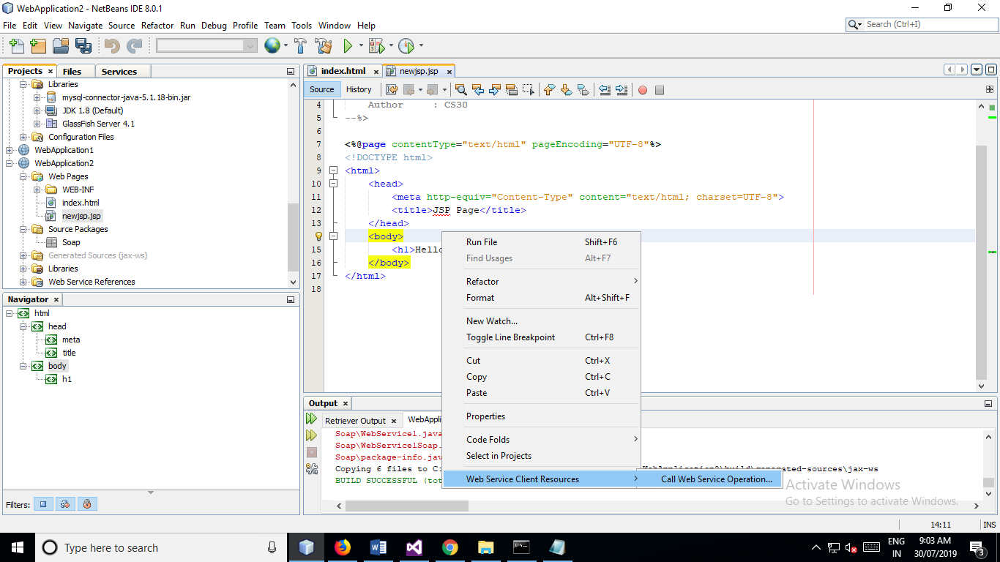 WebApplication2 - NetBeans IDE 8.0.1
File Edit View Navigate Source Refactor Run Debug Profile Team Tools Window Help
Search (Ctrl+I)
Projects Files Services
Libraries
mysql-connector-java-5.1.18-bin.jar
JDK 1.8 (Default)
GlassFish Server 4.1
Configuration Files
WebApplication1
WebApplication2
Web Pages
WEB-INF
index.html
newjsp.jsp
Source Packages
Soap
Generated Sources (jax-ws)
Libraries
Web Service References
Navigator
html
head
meta
title
body
h1
Filters:
index.html newjsp.jsp
Source History
4 Author : CS30
5 --%>
6
7 <%@page contentType="text/html" pageEncoding="UTF-8"%>
8 <!DOCTYPE html>
9 <html>
10 <head>
11 <meta http-equiv="Content-Type" content="text/html; charset=UTF-8">
12 <title>JSP Page</title>
13 </head>
<body>
15 <h1>Hello
16 </body>
17 </html>
18
Run File Shift+F6
Find Usages Alt+F7
Refactor
Format Alt+Shift+F
New Watch...
Toggle Line Breakpoint Ctrl+F8
Cut Ctrl+X
Copy Ctrl+C
Paste Ctrl+V
Properties
Code Folds
Select in Projects
Web Service Client Resources
Call Web Service Operation...
Output
Retriever Output WebAppli
Soap\WebService1.java
Soap\WebService1Soap.
Soap\package-info.jav
Copying 6 files to C: WebApplication2\build\generated-sources\jax-ws
BUILD SUCCESSFUL (tot
Activate Windows
Go to Settings to activate Windows.
14:11 INS
Type here to search
ENG
IN
9:03 AM
30/07/2019
3